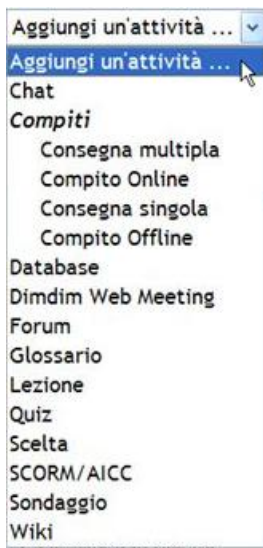 Aggiungi un'attività ...
Aggiungi un'attività ...
Chat
Compiti
Consegna multipla
Compito Online
Consegna singola
Compito Offline
Database
Dimdim Web Meeting
Forum
Glossario
Lezione
Quiz
Scelta
SCORM/AICC
Sondaggio
Wiki